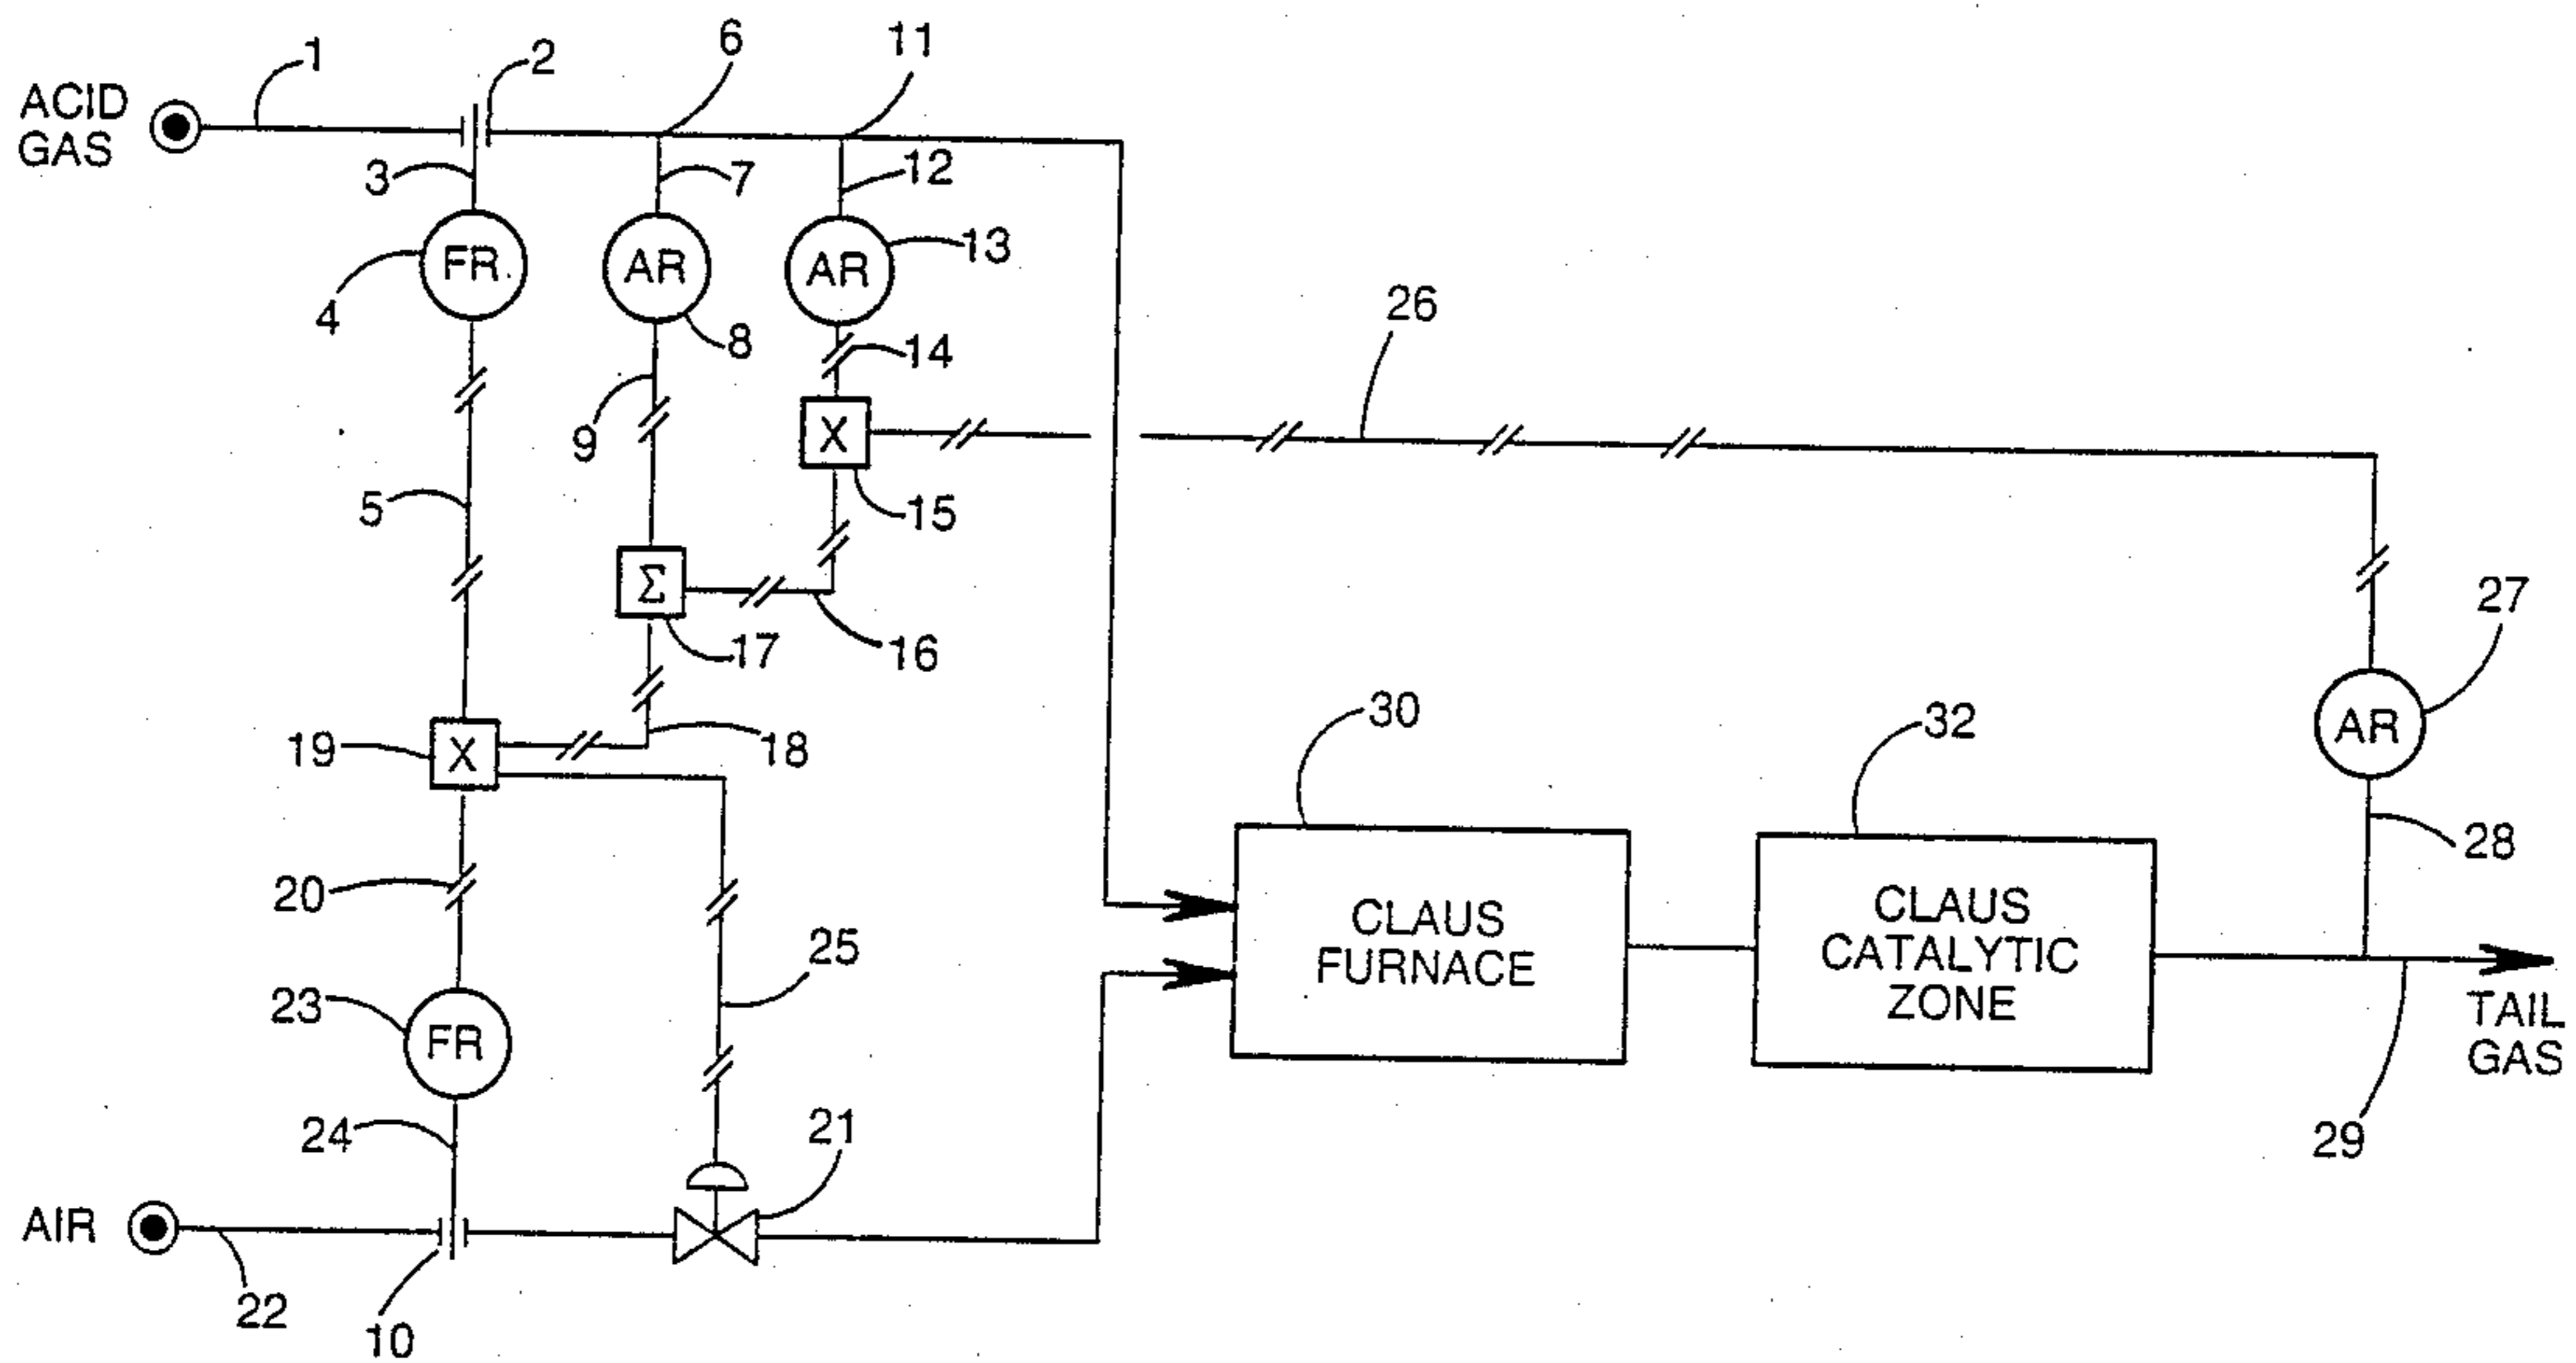 6
11
1
2
ACID
GAS
3
7
12
13
FR
AR
AR
4
8
14
26
9
X
5
15
Σ
27
17
16
30
32
AR
19
X
18
28
20
CLAUS
FURNACE
CLAUS
CATALYTIC
ZONE
25
23
FR
TAIL
GAS
24
21
29
AIR
22
10